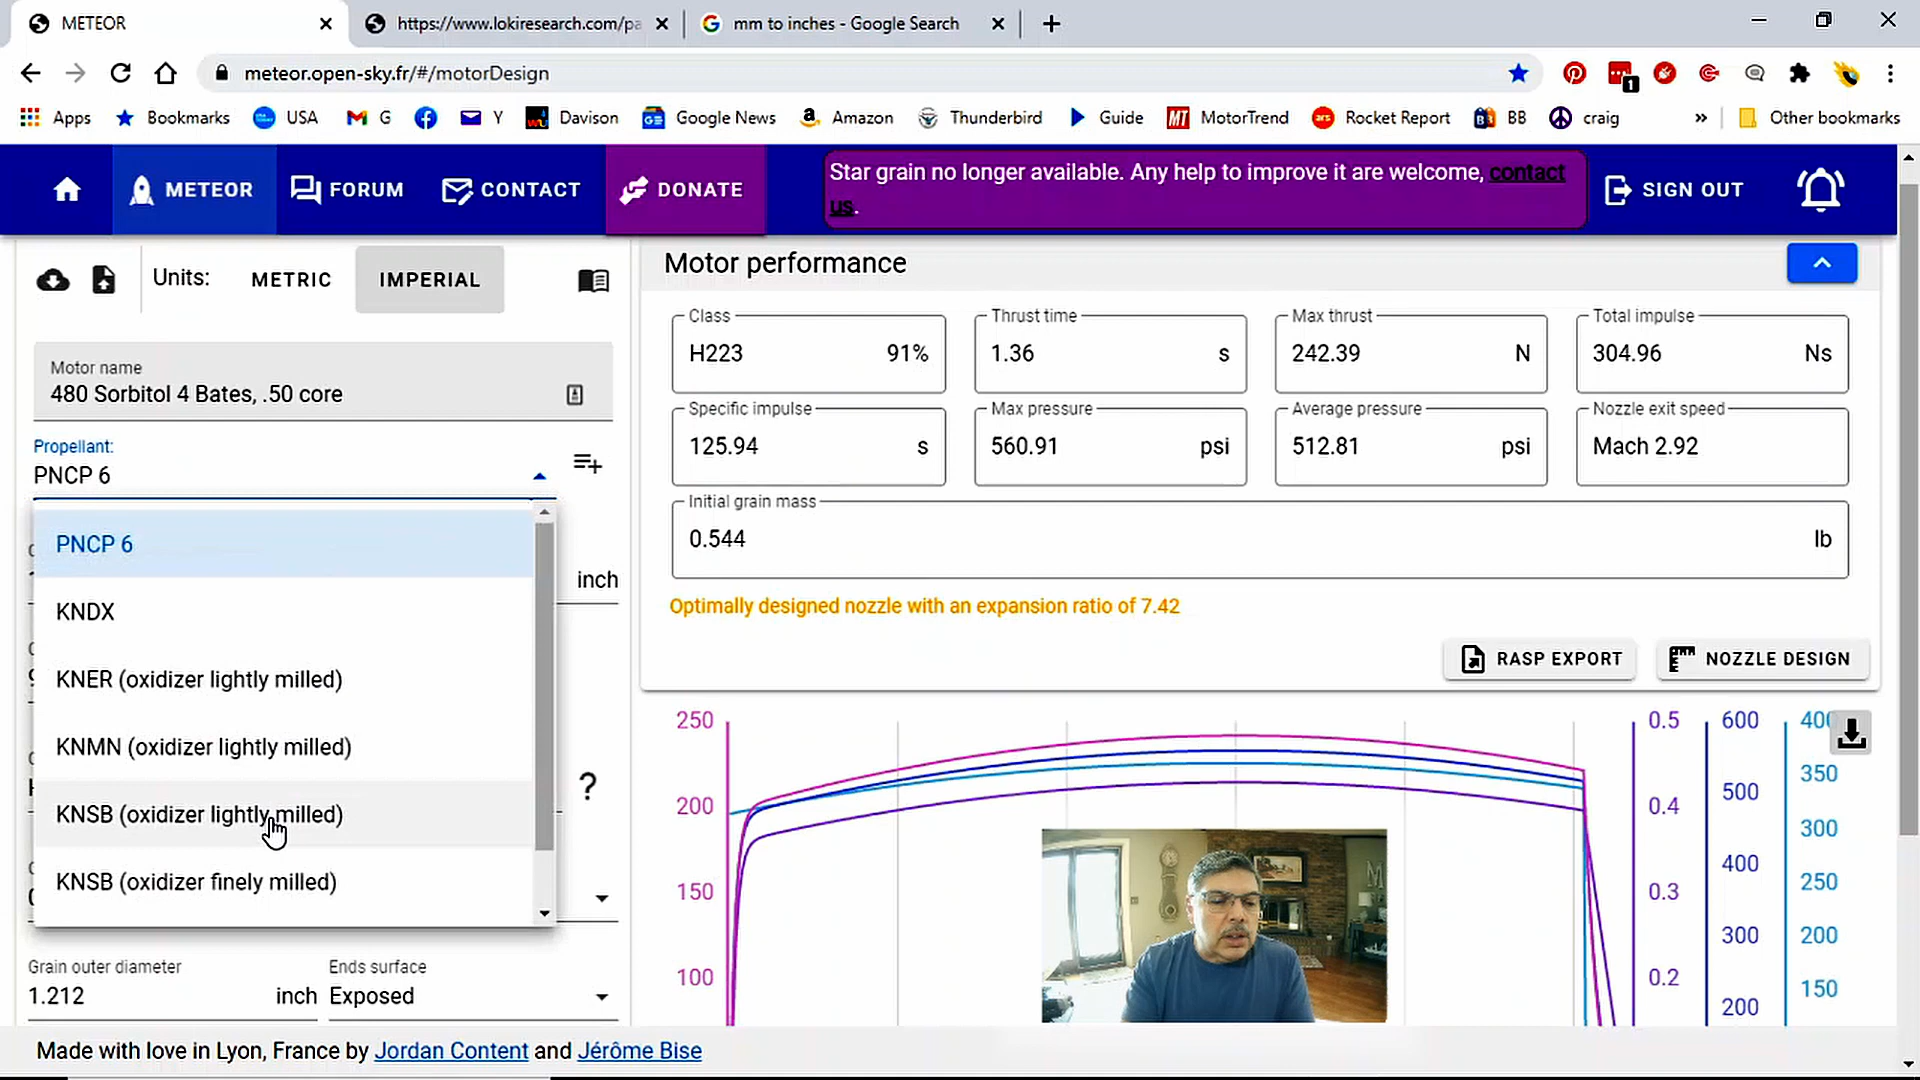 METEOR
https://www.lokiresearch.com/pa
mm to inches - Google Search
meteor.open-sky.fr/#/motorDesign
1
Apps
Bookmarks
USA
G
Y
Davison
Google News
Amazon
Thunderbird
Guide
MT
MotorTrend
ars
Rocket Report
BB
craig
»
Other bookmarks
METEOR
FORUM
CONTACT
DONATE
Star grain no longer available. Any help to improve it are welcome, contact
us.
SIGN OUT
Units:
METRIC
IMPERIAL
Motor name
480 Sorbitol 4 Bates, .50 core
Propellant:
PNCP 6
PNCP 6
KNDX
KNER (oxidizer lightly milled)
KNMN (oxidizer lightly milled)
KNSB (oxidizer lightly milled)
KNSB (oxidizer finely milled)
inch
?
Grain outer diameter
1.212
inch
Ends surface
Exposed
Motor performance
Class
H223
91%
Thrust time
1.36
s
Max thrust
242.39
N
Total impulse
304.96
Ns
Specific impulse
125.94
s
Max pressure
560.91
psi
Average pressure
512.81
psi
Nozzle exit speed
Mach 2.92
Initial grain mass
0.544
lb
Optimally designed nozzle with an expansion ratio of 7.42
RASP EXPORT
NOZZLE DESIGN
250
200
150
100
0.5
0.4
0.3
0.2
600
500
400
300
200
400
350
300
250
200
150
Made with love in Lyon, France by Jordan Content and Jérôme Bise